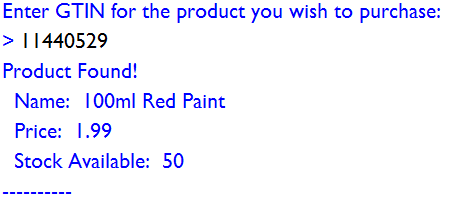 Enter GTIN for the product you wish to purchase:
> 11440529
Product Found!
  Name:  100ml Red Paint
  Price:  1.99
  Stock Available:  50
----------